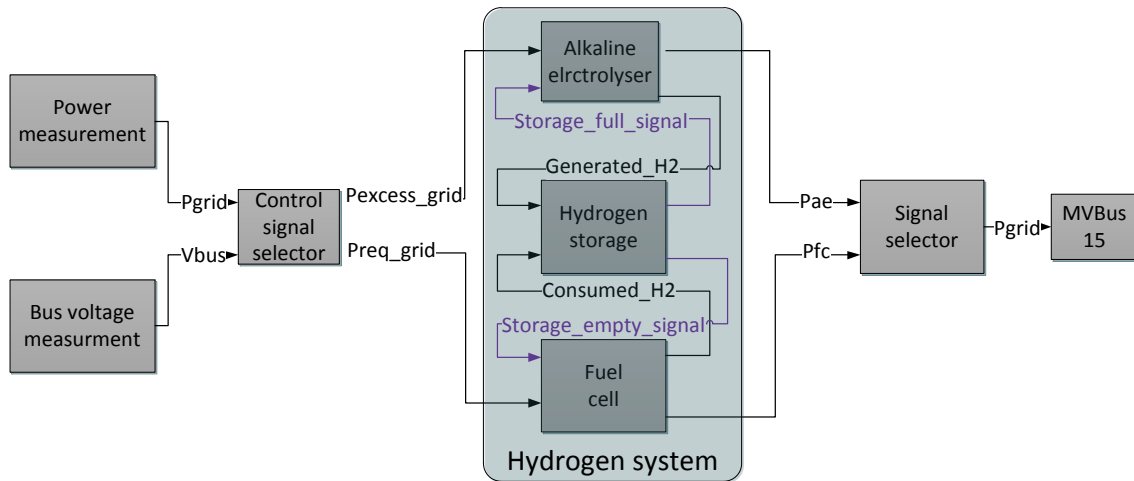 Power
measurement
Bus voltage
measurment
Pgrid
Vbus
Control
signal
selector
Pexcess_grid
Preq_grid
Alkaline
elrctrolyser
Storage_full_signal
Generated_H2
Hydrogen
storage
Consumed_H2
Storage_empty_signal
Fuel
cell
Hydrogen system
Pae
Pfc
Signal
selector
Pgrid
MVBus
15